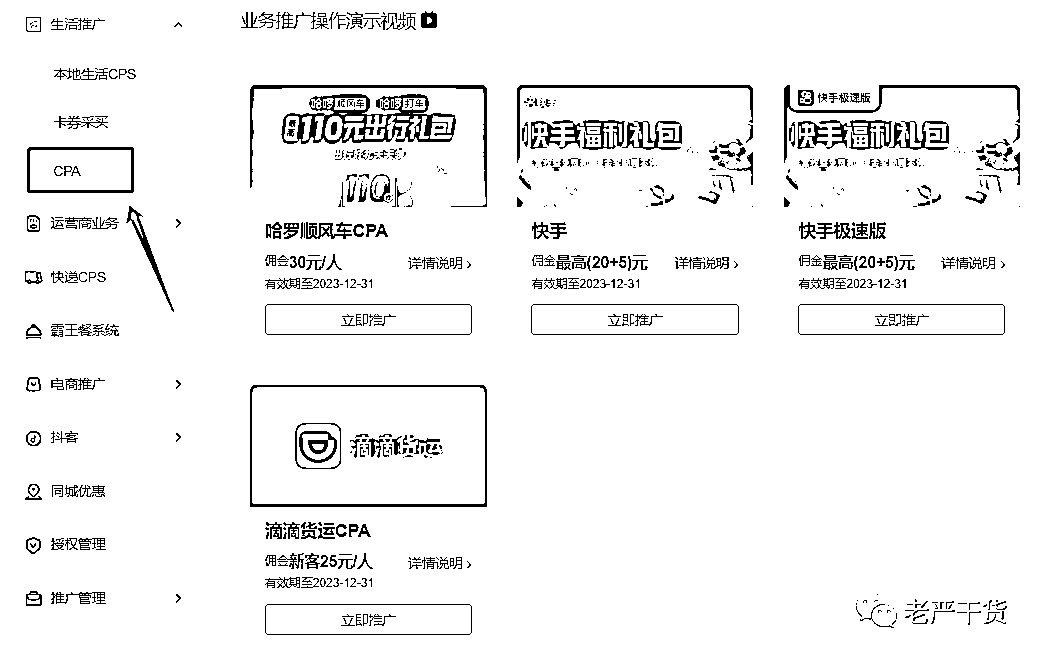 生活推广
本地生活CPS
卡券采买
CPA
运营商业务
快递CPS
霸王餐系统
电商推广
抖客
同城优惠
授权管理
推广管理
业务推广操作演示视频
哈啰顺风车 哈啰打车
最高110元出行礼包
哈罗顺风车CPA
佣金30元/人
详情说明 ›
有效期至2023-12-31
立即推广
快手
快手福利礼包
快手
佣金最高(20+5)元
详情说明 ›
有效期至2023-12-31
立即推广
快手极速版
快手福利礼包
快手极速版
佣金最高(20+5)元
详情说明 ›
有效期至2023-12-31
立即推广
滴滴货运
滴滴货运CPA
佣金新客25元/人
详情说明 ›
有效期至2023-12-31
立即推广
老严干货